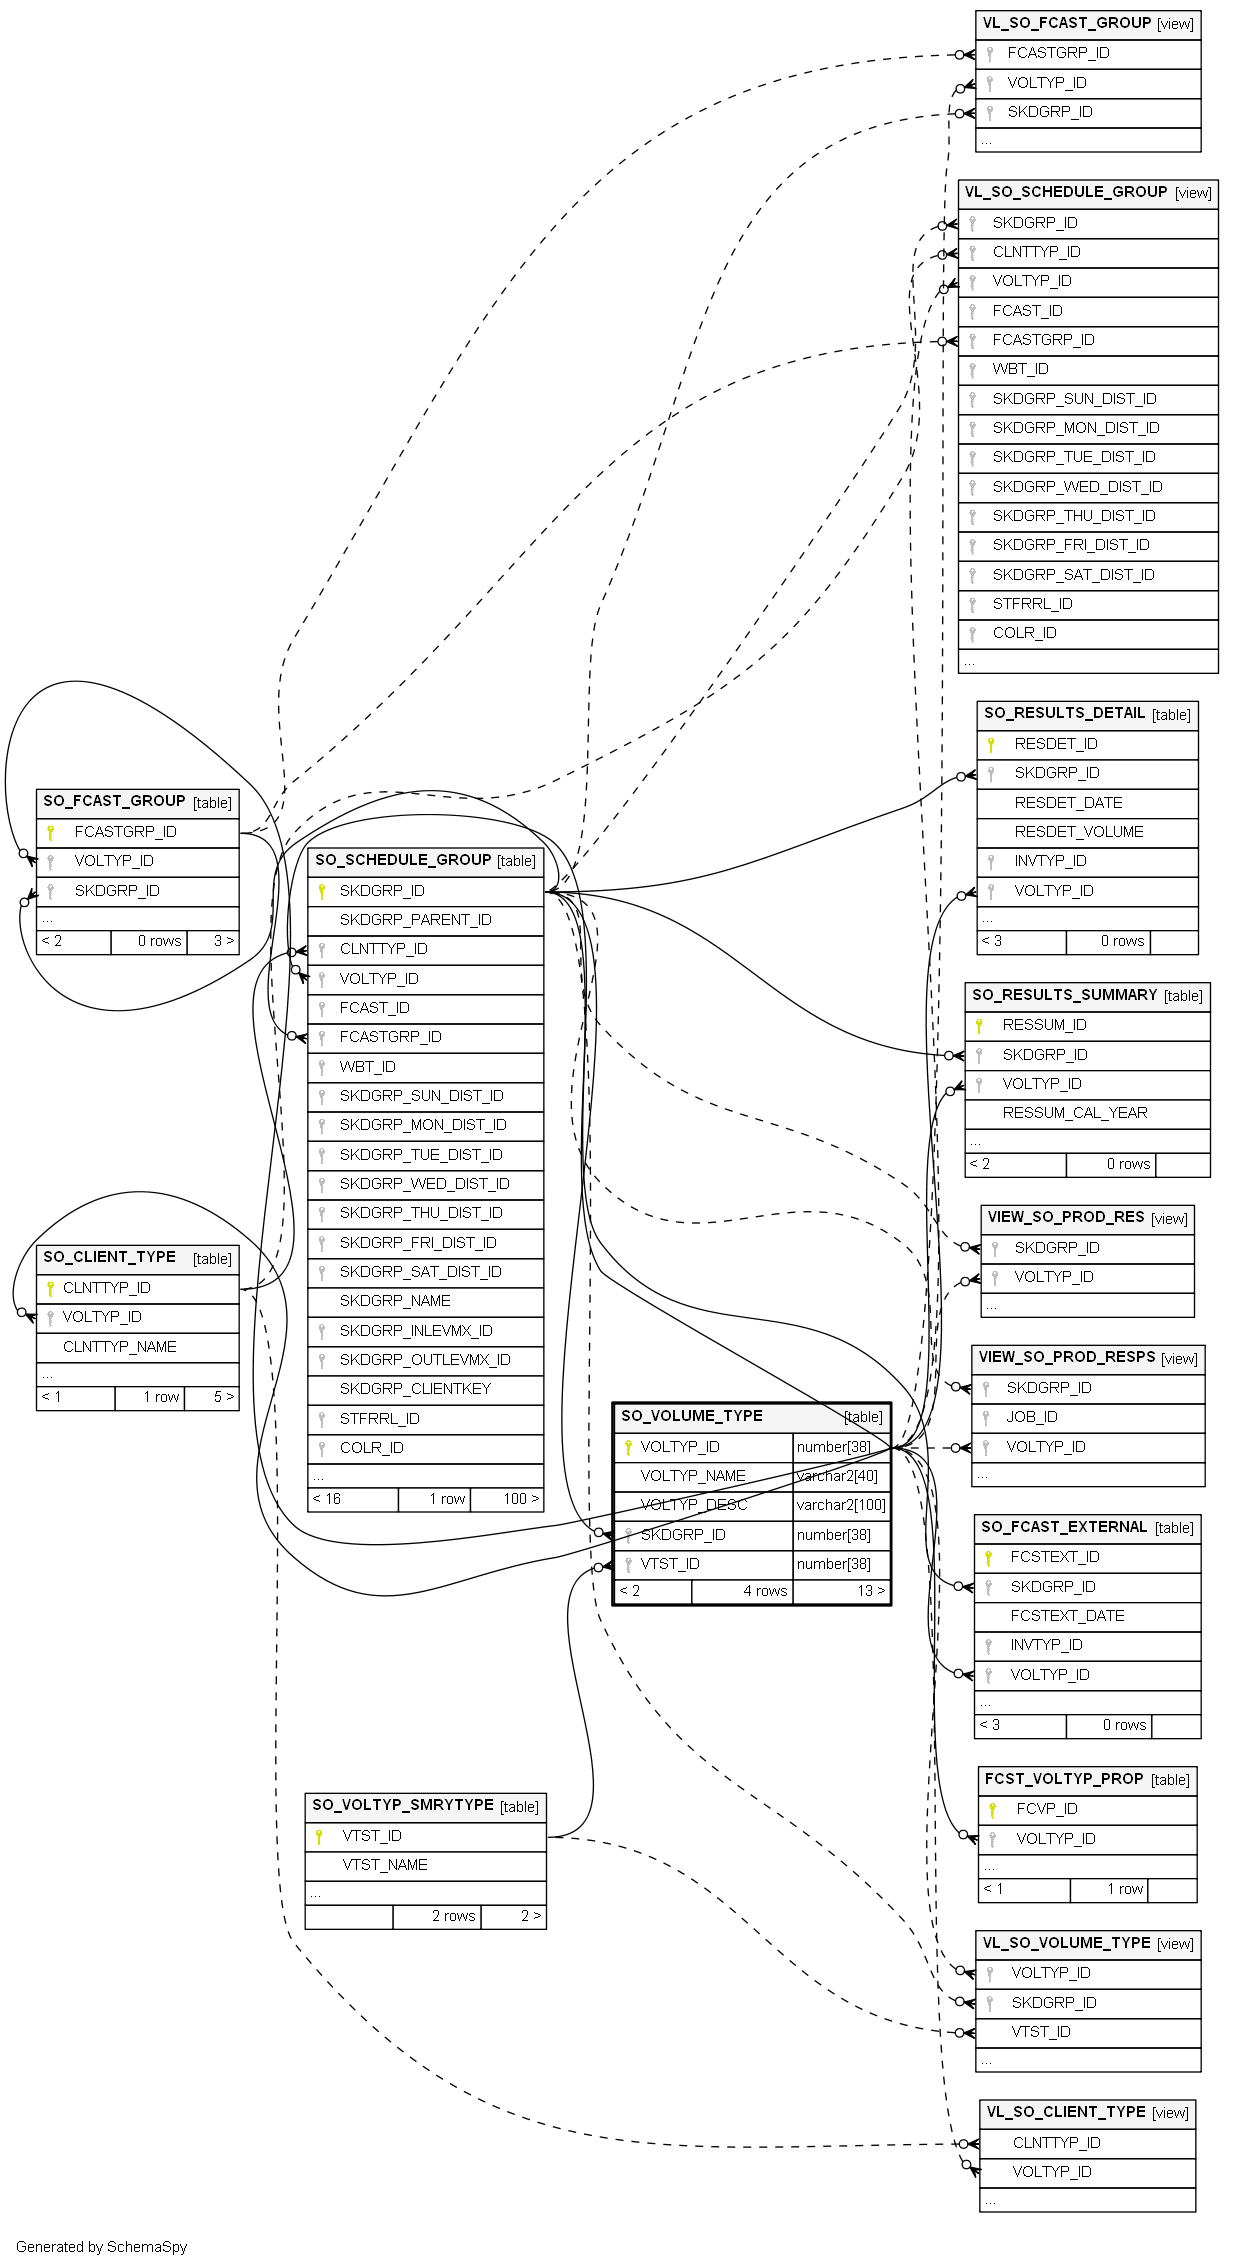 VL_SO_FCAST_GROUP [view]
FCASTGRP_ID
VOLTYP_ID
SKDGRP_ID
...
VL_SO_SCHEDULE_GROUP [view]
SKDGRP_ID
CLNTTYP_ID
VOLTYP_ID
FCAST_ID
FCASTGRP_ID
WBT_ID
SKDGRP_SUN_DIST_ID
SKDGRP_MON_DIST_ID
SKDGRP_TUE_DIST_ID
SKDGRP_WED_DIST_ID
SKDGRP_THU_DIST_ID
SKDGRP_FRI_DIST_ID
SKDGRP_SAT_DIST_ID
STFRRL_ID
COLR_ID
...
SO_RESULTS_DETAIL [table]
RESDET_ID
SKDGRP_ID
RESDET_DATE
RESDET_VOLUME
INVTYP_ID
VOLTYP_ID
...
< 3 0 rows
SO_FCAST_GROUP [table]
FCASTGRP_ID
VOLTYP_ID
SKDGRP_ID
...
< 2 0 rows 3 >
SO_SCHEDULE_GROUP [table]
SKDGRP_ID
SKDGRP_PARENT_ID
CLNTTYP_ID
VOLTYP_ID
FCAST_ID
FCASTGRP_ID
WBT_ID
SKDGRP_SUN_DIST_ID
SKDGRP_MON_DIST_ID
SKDGRP_TUE_DIST_ID
SKDGRP_WED_DIST_ID
SKDGRP_THU_DIST_ID
SKDGRP_FRI_DIST_ID
SKDGRP_SAT_DIST_ID
SKDGRP_NAME
SKDGRP_INLEVMX_ID
SKDGRP_OUTLEVMX_ID
SKDGRP_CLIENTKEY
STFRRL_ID
COLR_ID
...
< 16 1 row 100 >
SO_RESULTS_SUMMARY [table]
RESSUM_ID
SKDGRP_ID
VOLTYP_ID
RESSUM_CAL_YEAR
...
< 2 0 rows
VIEW_SO_PROD_RES [view]
SKDGRP_ID
VOLTYP_ID
...
SO_CLIENT_TYPE [table]
CLNTTYP_ID
VOLTYP_ID
CLNTTYP_NAME
...
< 1 1 row 5 >
VIEW_SO_PROD_RESPS [view]
SKDGRP_ID
JOB_ID
VOLTYP_ID
...
SO_VOLUME_TYPE [table]
VOLTYP_ID number[38]
VOLTYP_NAME varchar2[40]
VOLTYP_DESC varchar2[100]
SKDGRP_ID number[38]
VTST_ID number[38]
< 2 4 rows 13 >
SO_FCAST_EXTERNAL [table]
FCSTEXT_ID
SKDGRP_ID
FCSTEXT_DATE
INVTYP_ID
VOLTYP_ID
...
< 3 0 rows
FCST_VOLTYP_PROP [table]
FCVP_ID
VOLTYP_ID
...
< 1 1 row
SO_VOLTYP_SMRYTYPE [table]
VTST_ID
VTST_NAME
...
2 rows 2 >
VL_SO_VOLUME_TYPE [view]
VOLTYP_ID
SKDGRP_ID
VTST_ID
...
VL_SO_CLIENT_TYPE [view]
CLNTTYP_ID
VOLTYP_ID
...
Generated by SchemaSpy